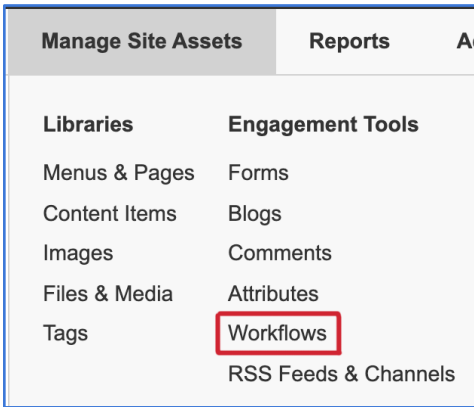 Manage Site Assets Reports
Libraries Engagement Tools
Menus & Pages Forms
Content Items Blogs
Images Comments
Files & Media Attributes
Tags Workflows
RSS Feeds & Channels